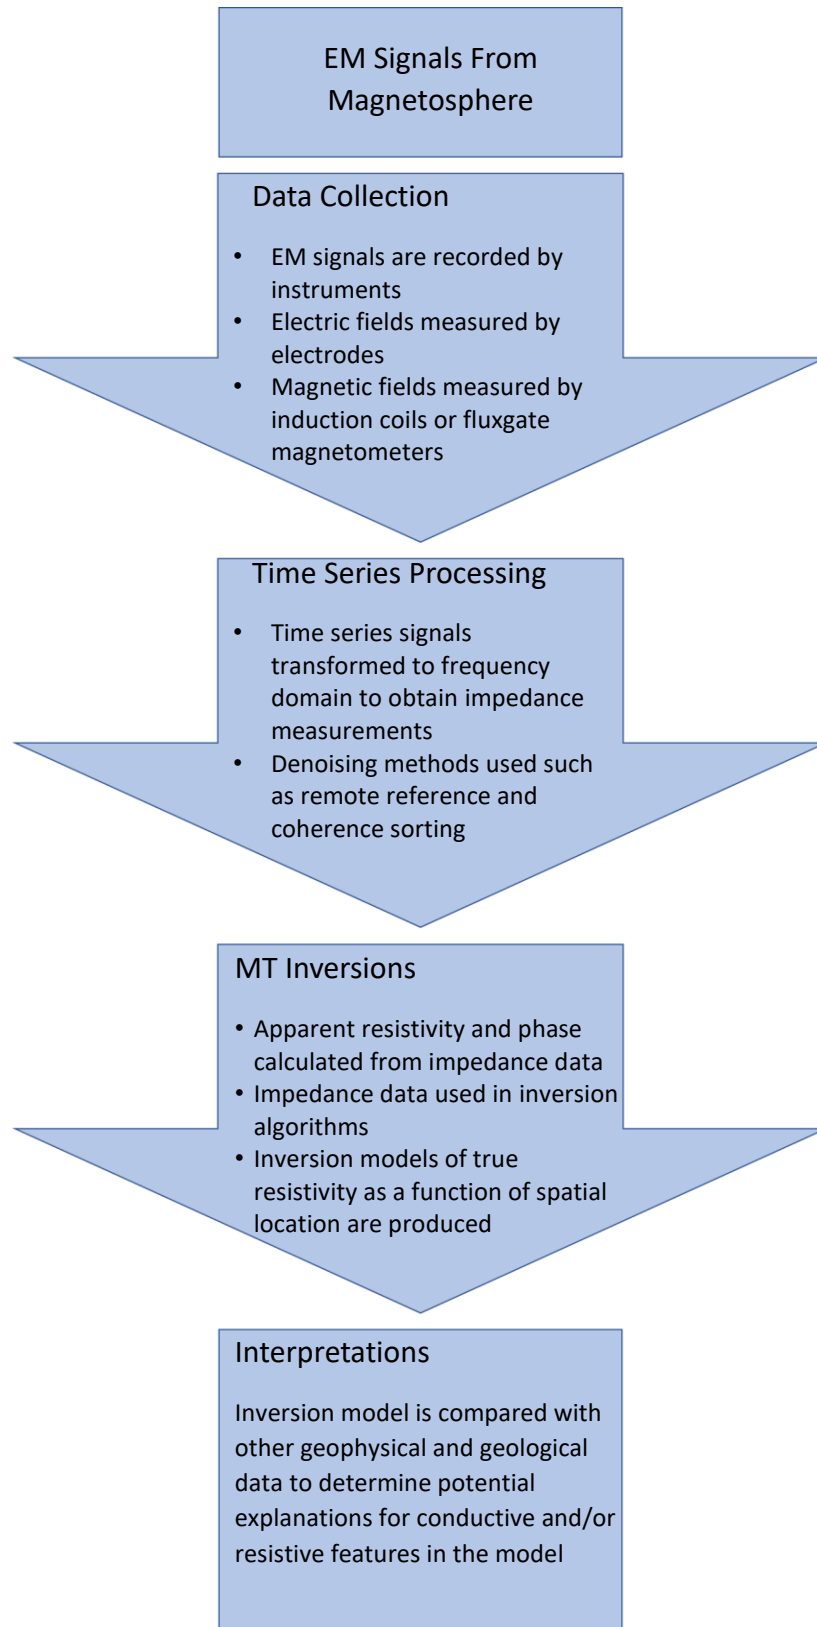 EM Signals From
Magnetosphere
Data Collection
• EM signals are recorded by
instruments
• Electric fields measured by
electrodes
• Magnetic fields measured by
induction coils or fluxgate
magnetometers
Time Series Processing
• Time series signals
transformed to frequency
domain to obtain impedance
measurements
• Denoising methods used such
as remote reference and
coherence sorting
MT Inversions
• Apparent resistivity and phase
calculated from impedance data
• Impedance data used in inversion
algorithms
• Inversion models of true
resistivity as a function of spatial
location are produced
Interpretations
Inversion model is compared with
other geophysical and geological
data to determine potential
explanations for conductive and/or
resistive features in the model